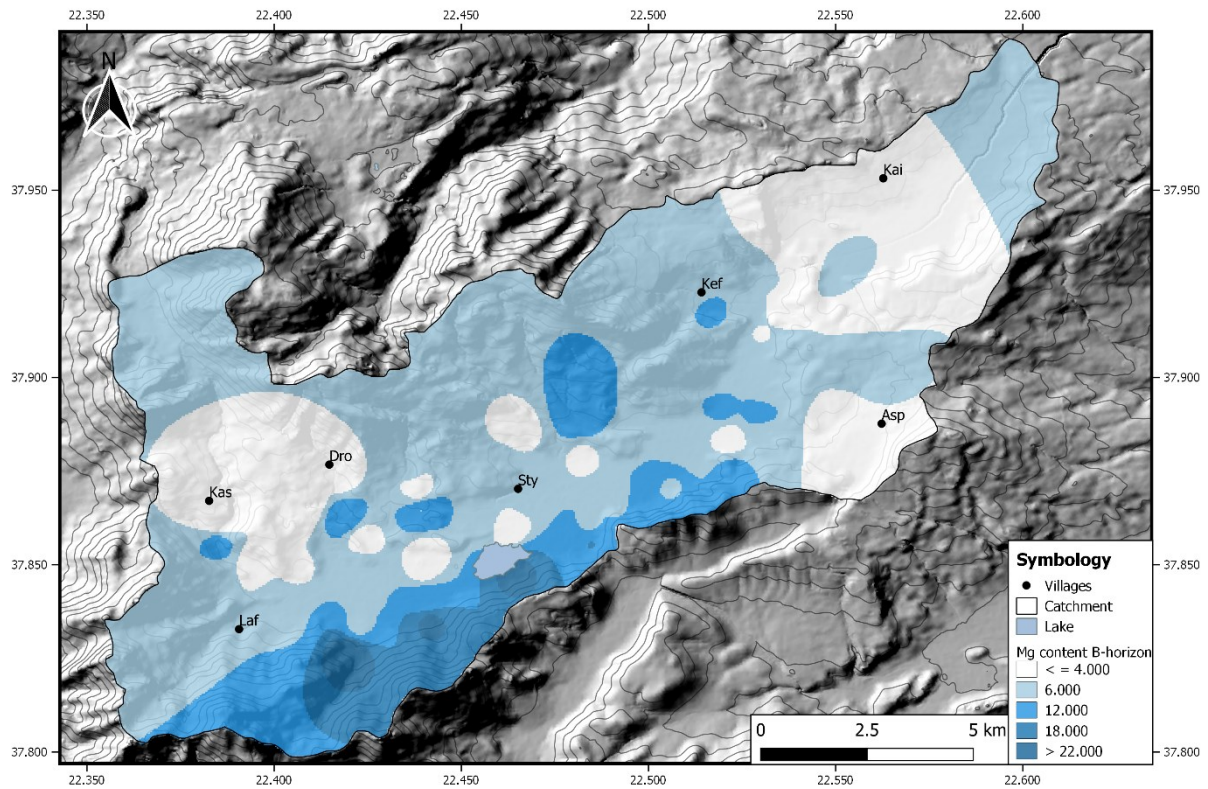 22.350 22.400 22.450 22.500 22.550 22.600
N
37.950 37.950
Kai
Kef
37.900 37.900
Asp
Dro
Sty
Kas
37.850 37.850
Laf
Symbology
Villages
Catchment
Lake
Mg content B-horizon
< = 4.000
6.000
12.000
18.000
> 22.000
0 2.5 5 km
37.800 37.800
22.350 22.400 22.450 22.500 22.550 22.600